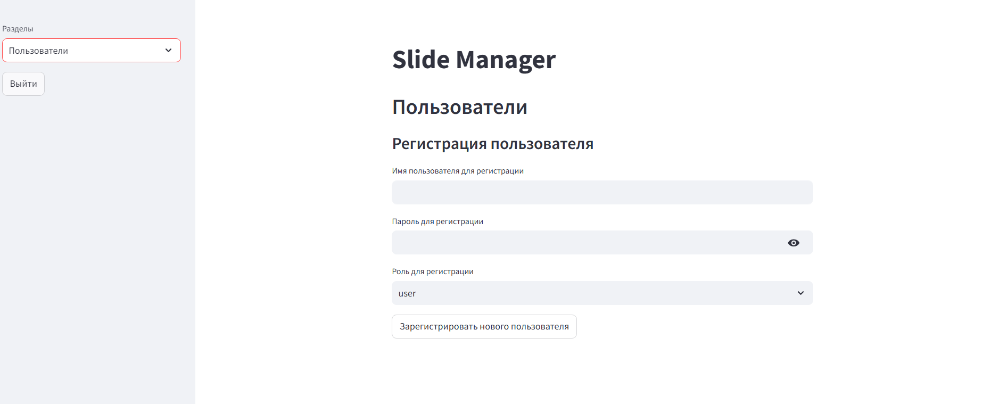 Разделы
Пользователи
Выйти
Slide Manager
Пользователи
Регистрация пользователя
Имя пользователя для регистрации
Пароль для регистрации
Роль для регистрации
user
Зарегистрировать нового пользователя